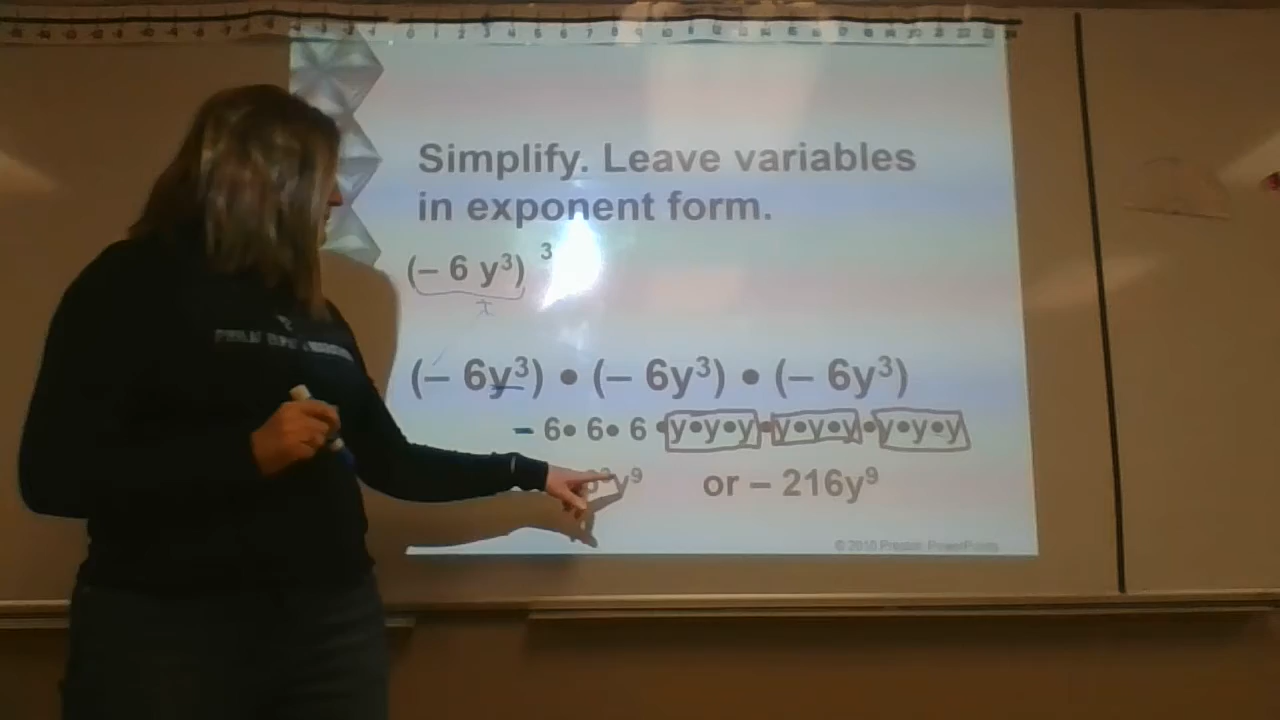 Simplify. Leave variables
in exponent form.
(– 6 y³) ³
(– 6y³) • (– 6y³) • (– 6y³)
– 6• 6• 6 •y•y•y•y•y•y•y•y•y
y⁹ or – 216y⁹
© 2010 PowerPoints